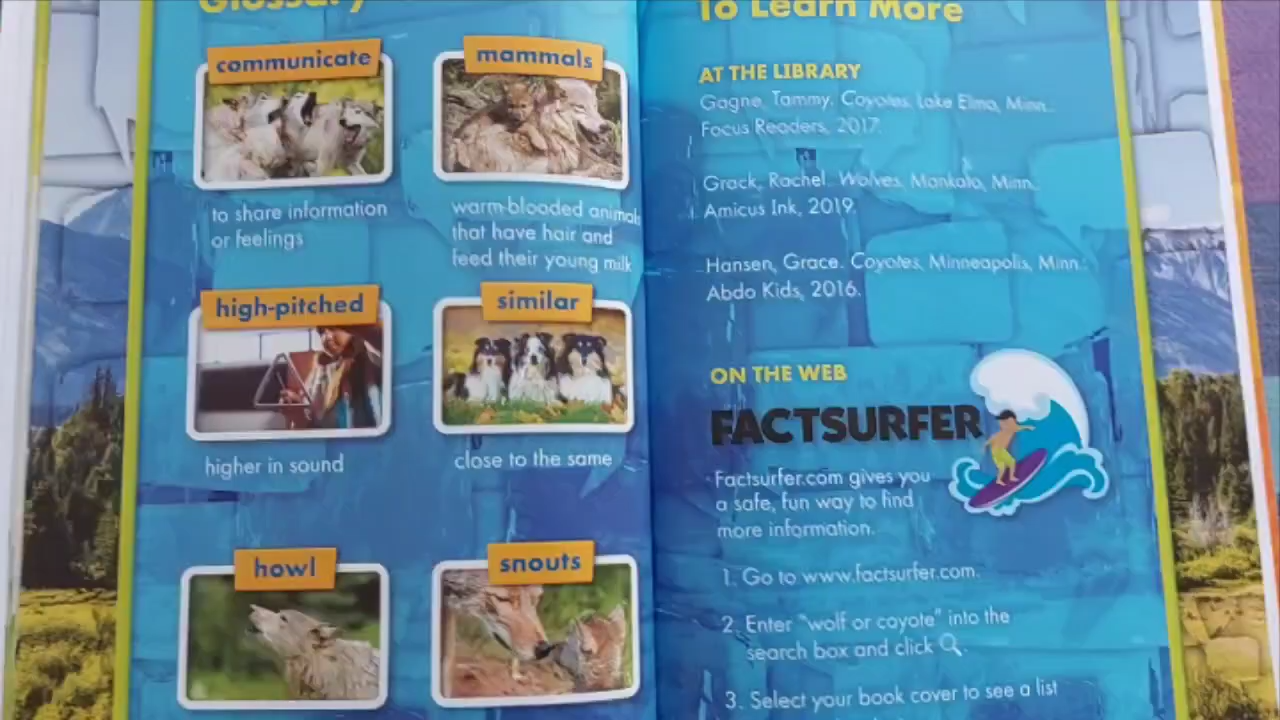 Glossary
communicate
to share information
or feelings
mammals
warm-blooded animals
that have hair and
feed their young milk
high-pitched
higher in sound
similar
close to the same
howl
snouts
To Learn More
AT THE LIBRARY
Gagne, Tammy. Coyotes. Lake Elmo, Minn.:
Focus Readers, 2017.
Grack, Rachel. Wolves. Mankato, Minn.:
Amicus Ink, 2019.
Hansen, Grace. Coyotes. Minneapolis, Minn.:
Abdo Kids, 2016.
ON THE WEB
FACTSURFER
Factsurfer.com gives you
a safe, fun way to find
more information.
1. Go to www.factsurfer.com.
2. Enter "wolf or coyote" into the
search box and click
3. Select your book cover to see a list